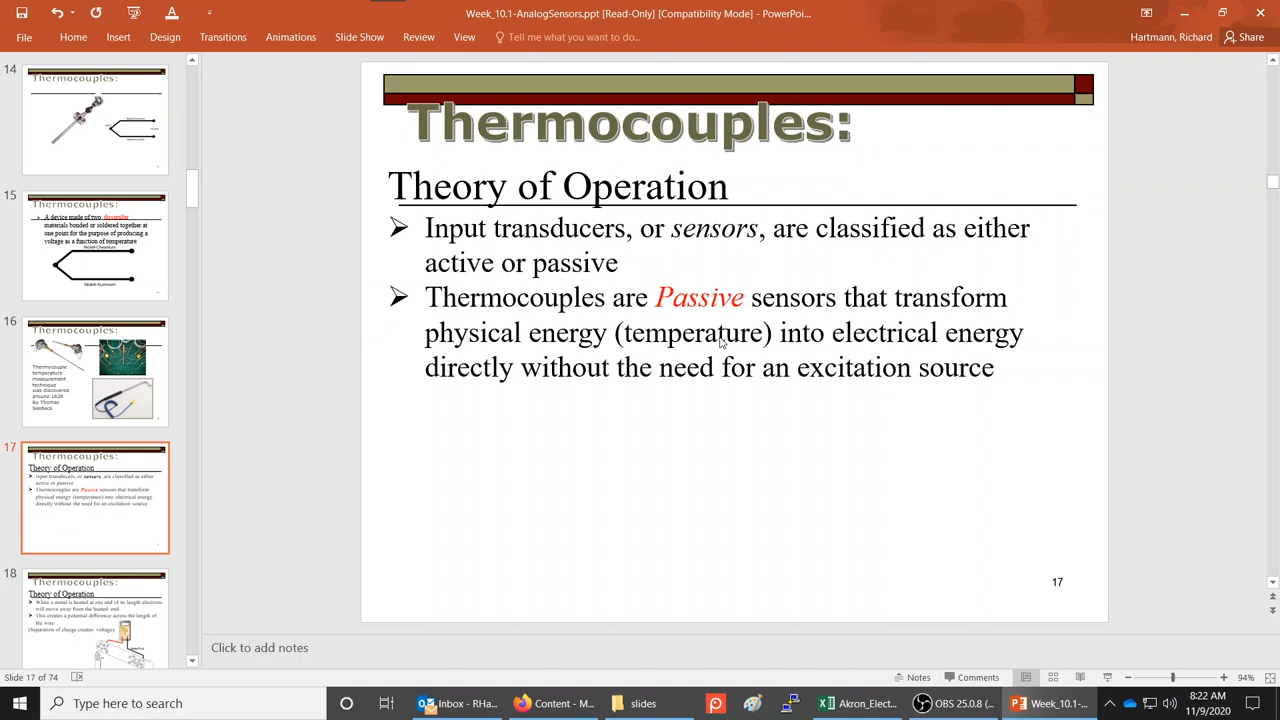 Week_10.1-AnalogSensors.ppt [Read-Only] [Compatibility Mode] - PowerPoi...
File
Home
Insert
Design
Transitions
Animations
Slide Show
Review
View
Tell me what you want to do...
Hartmann, Richard
Share
14
Thermocouples:
15
A device made of two dissimilar
materials bonded or soldered together at
one point for the purpose of producing a
voltage as a function of temperature
Nickel-Chromium
Nickel-Aluminum
16
Thermocouples:
Thermocouple
temperature
measurement
technique
was discovered
around 1828
By Thomas
Seebeck
17
Thermocouples:
Theory of Operation
Input transducers, or sensors, are classified as either
active or passive
Thermocouples are Passive sensors that transform
physical energy (temperature) into electrical energy
directly without the need for an excitation source
18
Thermocouples:
Theory of Operation
When a metal is heated at one end of its length electrons
will move away from the heated end
This creates a potential difference across the length of
the wire
(Separation of charge creates voltage)
Thermocouples:
Theory of Operation
Input transducers, or sensors, are classified as either
active or passive
Thermocouples are Passive sensors that transform
physical energy (temperature) into electrical energy
directly without the need for an excitation source
17
Click to add notes
Slide 17 of 74
Notes
Comments
94%
Type here to search
Inbox - RHa...
Content - M...
slides
Akron_Elect...
OBS 25.0.8 (...
Week_10.1-...
8:22 AM
11/9/2020